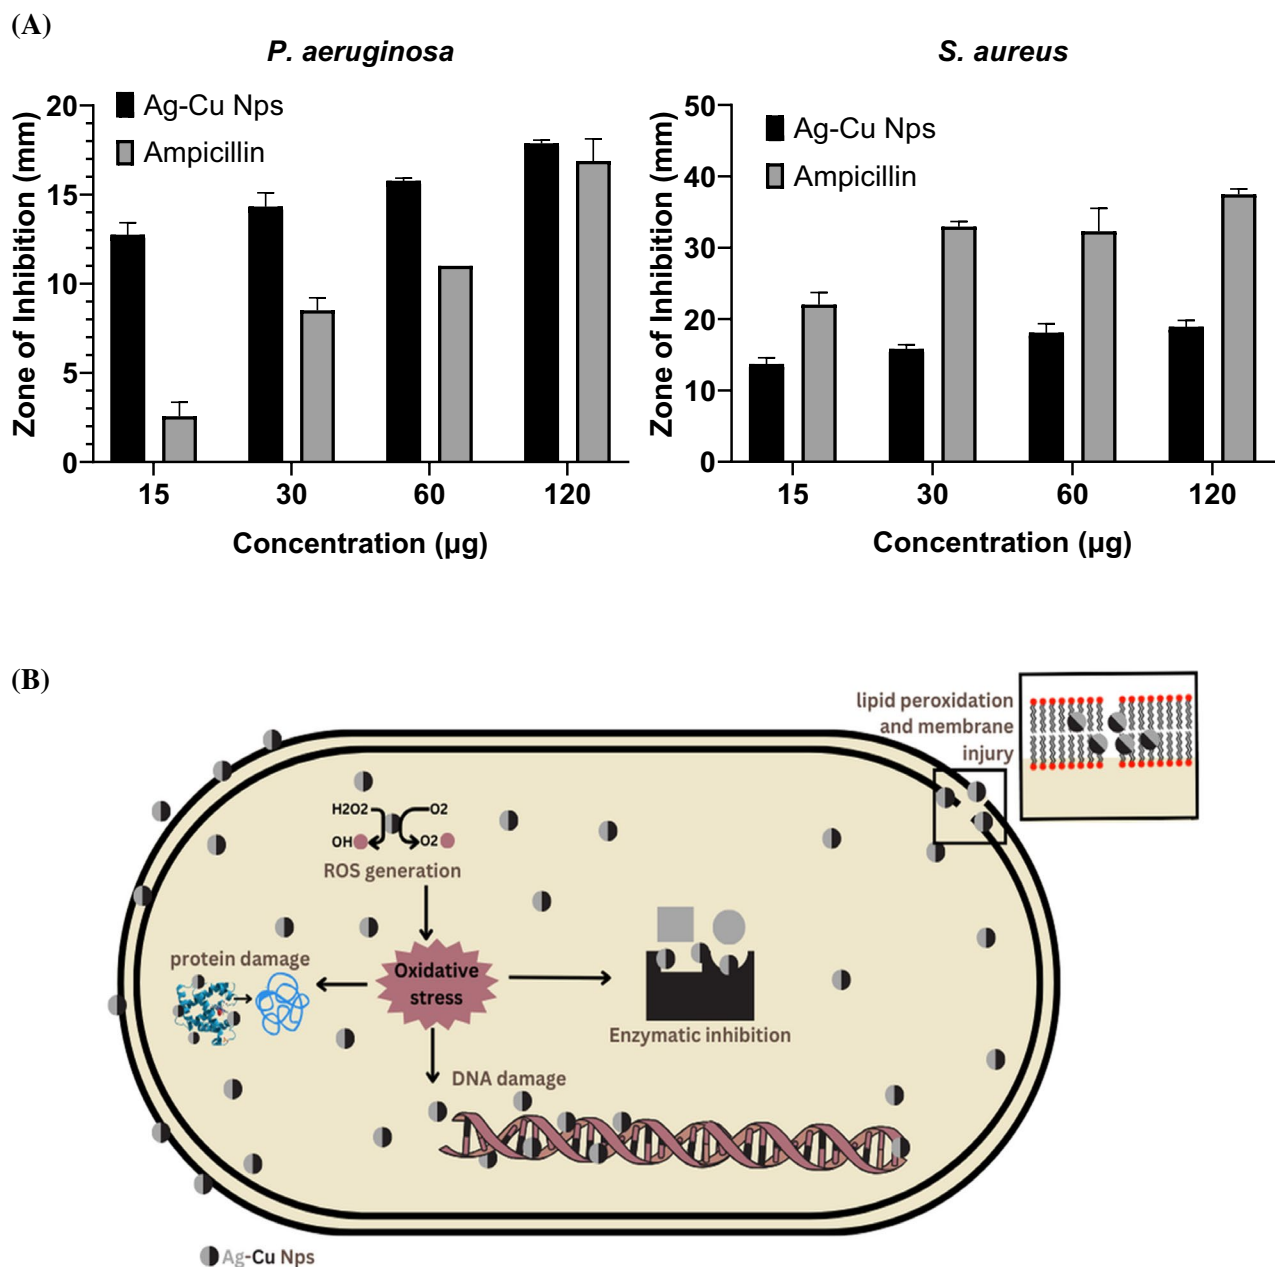 (A)
P. aeruginosa
Ag-Cu Nps
Ampicillin
Zone of Inhibition (mm)
20
15
10
5
0
15 30 60 120
Concentration (µg)
S. aureus
Ag-Cu Nps
Ampicillin
Zone of Inhibition (mm)
50
40
30
20
10
0
15 30 60 120
Concentration (µg)
(B)
lipid peroxidation
and membrane
injury
H2O2 O2
OH O2
ROS generation
protein damage
Oxidative
stress
Enzymatic inhibition
DNA damage
Ag-Cu Nps